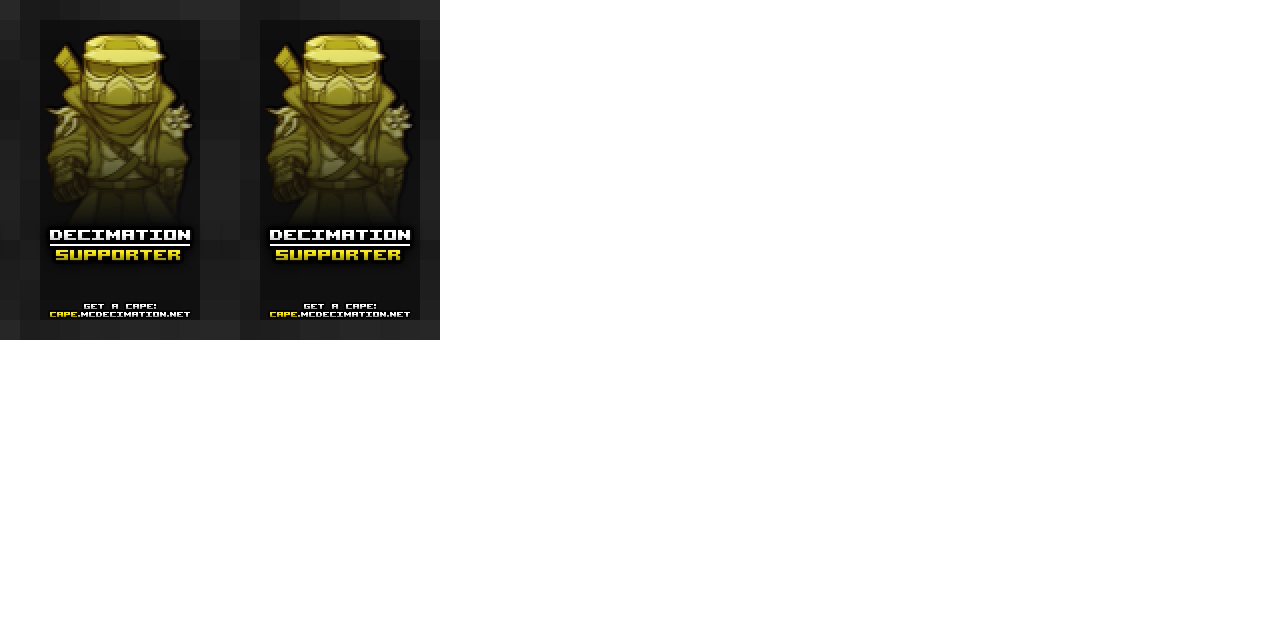 DECIMATION
SUPPORTER
GET A CAPE:
CAPE.MCDECIMATION.NET
DECIMATION
SUPPORTER
GET A CAPE:
CAPE.MCDECIMATION.NET